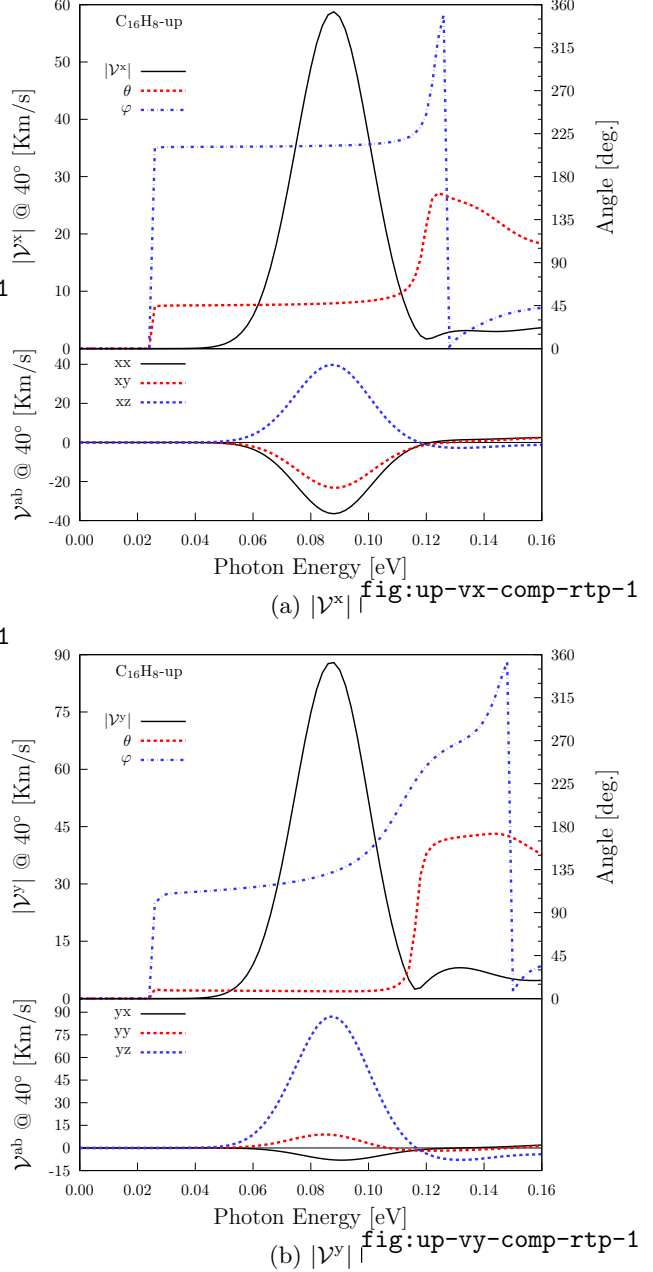 C₁₆H₈-up
|𝒱ˣ|
θ
φ
60
50
40
30
20
10
0
|𝒱ˣ| @ 40° [Km/s]
360
315
270
225
180
135
90
45
0
Angle [deg.]
1
xx
xy
xz
40
20
0
-20
-40
𝒱ᵃᵇ @ 40° [Km/s]
0.00 0.02 0.04 0.06 0.08 0.10 0.12 0.14 0.16
Photon Energy [eV]
(a) |𝒱ˣ| fig:up-vx-comp-rtp-1
1
C₁₆H₈-up
|𝒱ʸ|
θ
φ
90
75
60
45
30
15
0
|𝒱ʸ| @ 40° [Km/s]
360
315
270
225
180
135
90
45
0
Angle [deg.]
yx
yy
yz
90
75
60
45
30
15
0
-15
𝒱ᵃᵇ @ 40° [Km/s]
0.00 0.02 0.04 0.06 0.08 0.10 0.12 0.14 0.16
Photon Energy [eV]
(b) |𝒱ʸ| fig:up-vy-comp-rtp-1